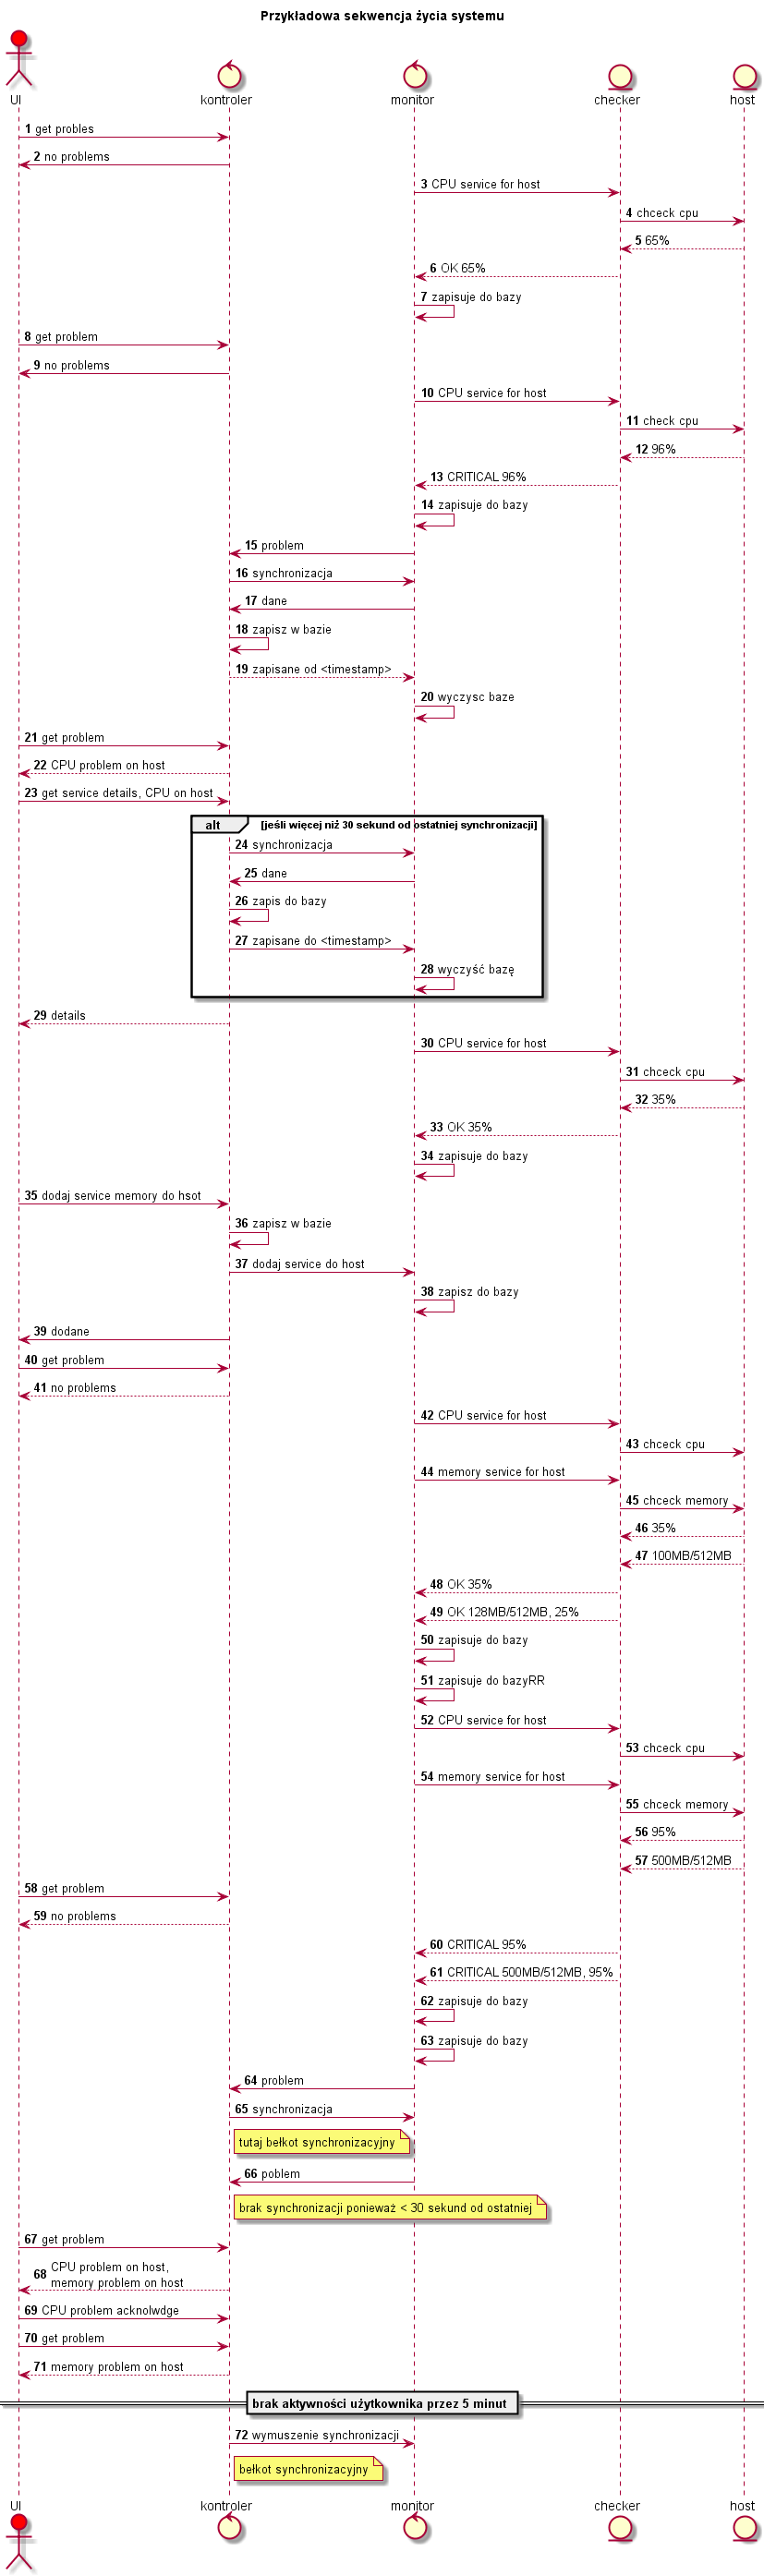 Przykładowa sekwencja życia systemu
UI
kontroler
monitor
checker
host
1 get probles
2 no problems
3 CPU service for host
4 chceck cpu
5 65%
6 OK 65%
7 zapisuje do bazy
8 get problem
9 no problems
10 CPU service for host
11 check cpu
12 96%
13 CRITICAL 96%
14 zapisuje do bazy
15 problem
16 synchronizacja
17 dane
18 zapisz w bazie
19 zapisane od <timestamp>
20 wyczysc baze
21 get problem
22 CPU problem on host
23 get service details, CPU on host
alt [jeśli więcej niż 30 sekund od ostatniej synchronizacji]
24 synchronizacja
25 dane
26 zapis do bazy
27 zapisane do <timestamp>
28 wyczyść bazę
29 details
30 CPU service for host
31 chceck cpu
32 35%
33 OK 35%
34 zapisuje do bazy
35 dodaj service memory do hsot
36 zapisz w bazie
37 dodaj service do host
38 zapisz do bazy
39 dodane
40 get problem
41 no problems
42 CPU service for host
43 chceck cpu
44 memory service for host
45 chceck memory
46 35%
47 100MB/512MB
48 OK 35%
49 OK 128MB/512MB, 25%
50 zapisuje do bazy
51 zapisuje do bazyRR
52 CPU service for host
53 chceck cpu
54 memory service for host
55 chceck memory
56 95%
57 500MB/512MB
58 get problem
59 no problems
60 CRITICAL 95%
61 CRITICAL 500MB/512MB, 95%
62 zapisuje do bazy
63 zapisuje do bazy
64 problem
65 synchronizacja
tutaj bełkot synchronizacyjny
66 poblem
brak synchronizacji ponieważ < 30 sekund od ostatniej
67 get problem
68 CPU problem on host,
memory problem on host
69 CPU problem acknolwdge
70 get problem
71 memory problem on host
brak aktywności użytkownika przez 5 minut
72 wymuszenie synchronizacji
bełkot synchronizacyjny
UI
kontroler
monitor
checker
host